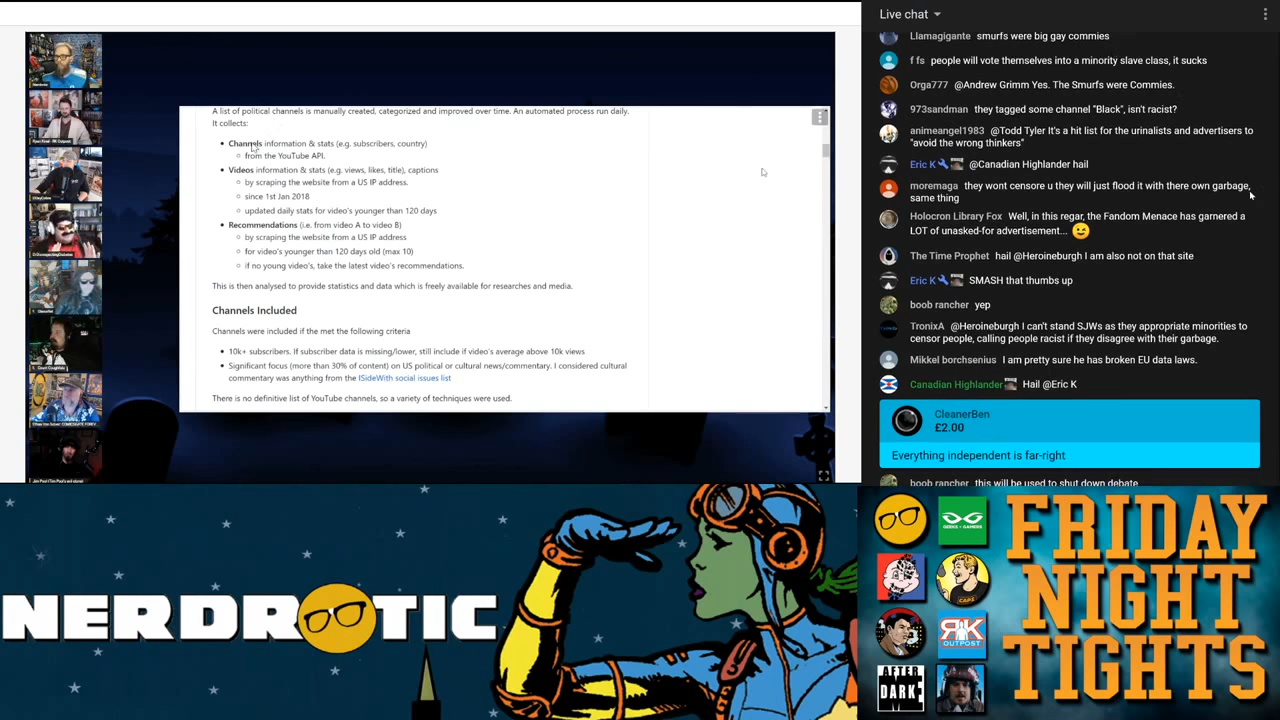 A list of political channels is manually created, categorized and improved over time. An automated process run daily.
It collects:
Channels information & stats (e.g. subscribers, country)
from the YouTube API.
Videos information & stats (e.g. views, likes, title), captions
by scraping the website from a US IP address.
since 1st Jan 2018
updated daily stats for video's younger than 120 days
Recommendations (i.e. from video A to video B)
by scraping the website from a US IP address
for video's younger than 120 days old (max 10)
if no young video's, take the latest video's recommendations.
This is then analysed to provide statistics and data which is freely available for researches and media.
Channels Included
Channels were included if the met the following criteria
10k+ subscribers. If subscriber data is missing/lower, still include if video's average above 10k views
Significant focus (more than 30% of content) on US political or cultural news/commentary. I considered cultural
commentary was anything from the ISideWith social issues list
There is no definitive list of YouTube channels, so a variety of techniques were used.
Live chat
Llamagigante smurfs were big gay commies
f fs people will vote themselves into a minority slave class, it sucks
Orga777 @Andrew Grimm Yes. The Smurfs were Commies.
973sandman they tagged some channel "Black", isn't racist?
animeangel1983 @Todd Tyler It's a hit list for the urinalists and advertisers to
"avoid the wrong thinkers"
Eric K @Canadian Highlander hail
moremaga they wont censore u they will just flood it with there own garbage,
same thing
Holocron Library Fox Well, in this regar, the Fandom Menace has garnered a
LOT of unasked-for advertisement...
The Time Prophet hail @Heroineburgh I am also not on that site
Eric K SMASH that thumbs up
boob rancher yep
TronixA @Heroineburgh I can't stand SJWs as they appropriate minorities to
censor people, calling people racist if they disagree with their garbage.
Mikkel borchsenius I am pretty sure he has broken EU data laws.
Canadian Highlander Hail @Eric K
CleanerBen
£2.00
Everything independent is far-right
boob rancher this will be used to shut down debate
NERDROTIC
FRIDAY
NIGHT
TIGHTS
GEEKS + GAMERS
RK
OUTPOST
AFTER
DARK